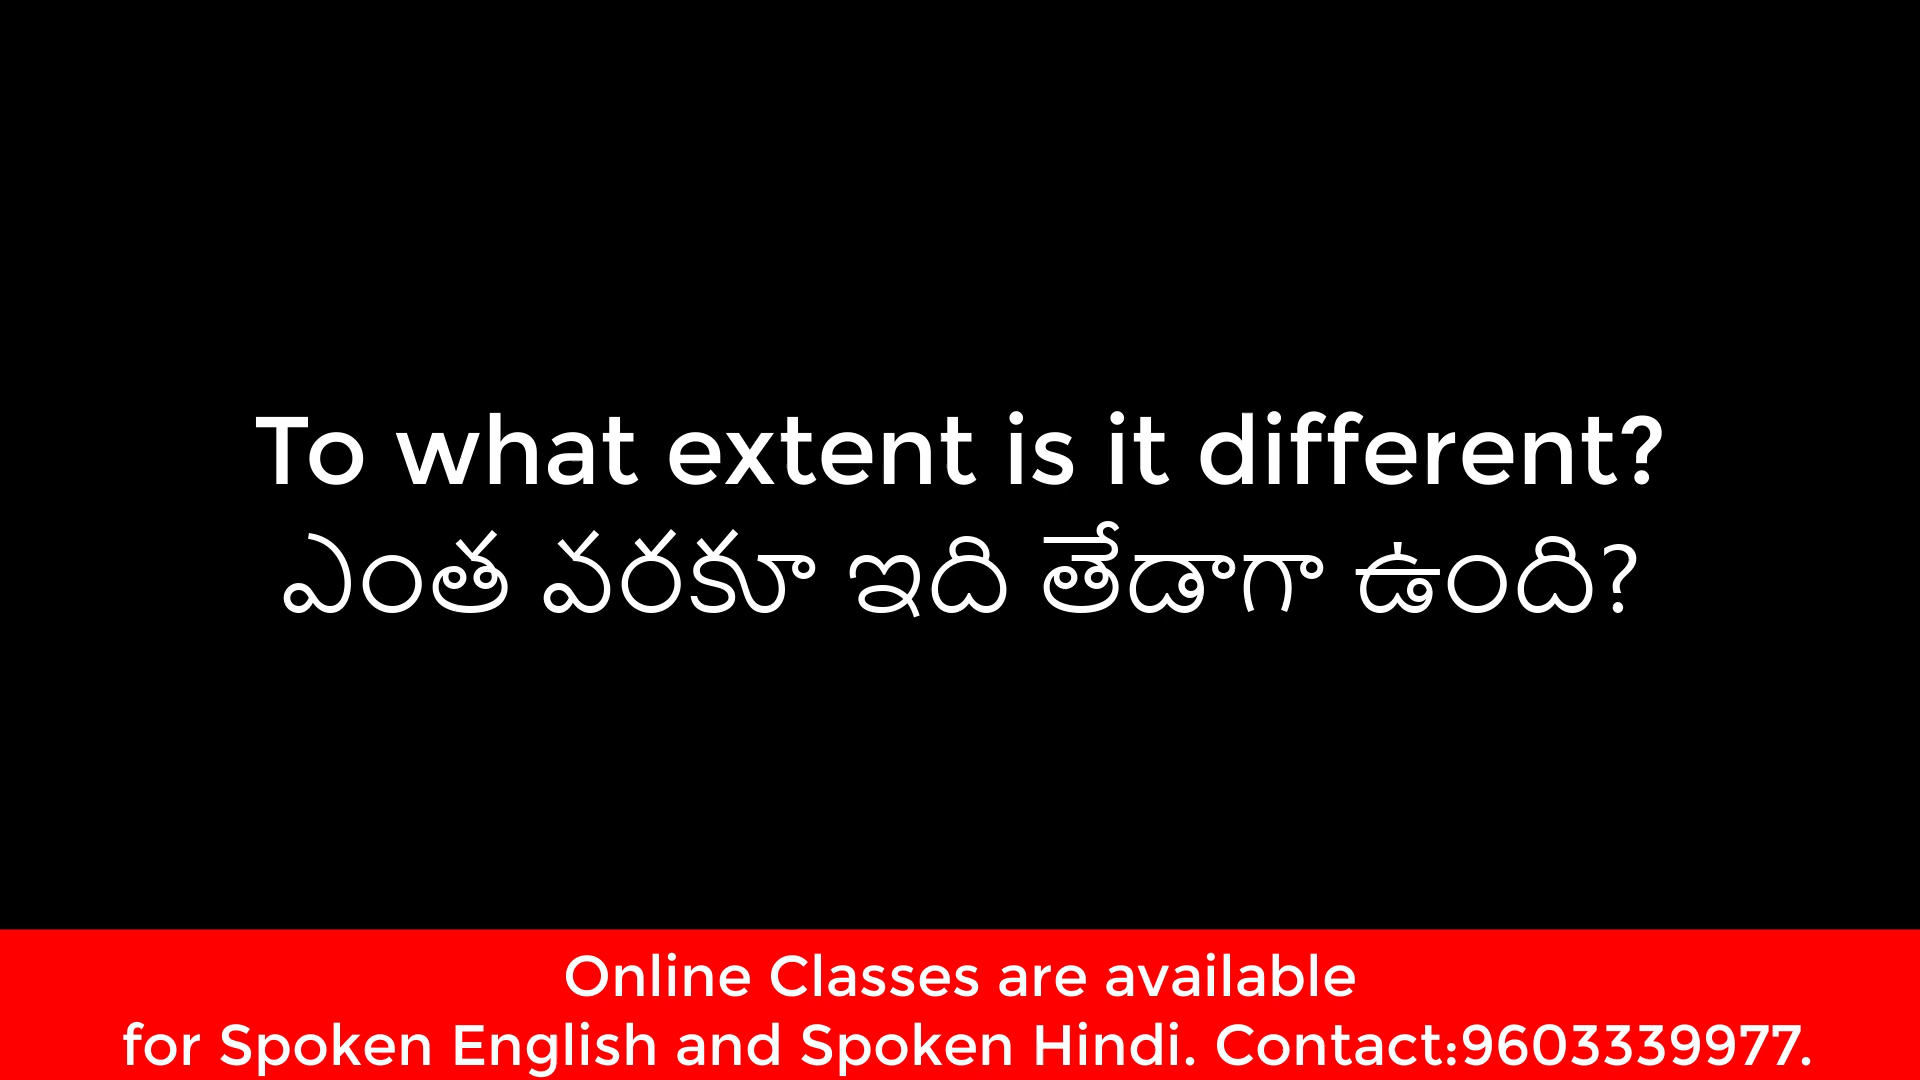 To what extent is it different?
ఎంత వరకూ ఇది తేడాగా ఉంది?
Online Classes are available
for Spoken English and Spoken Hindi. Contact:9603339977.